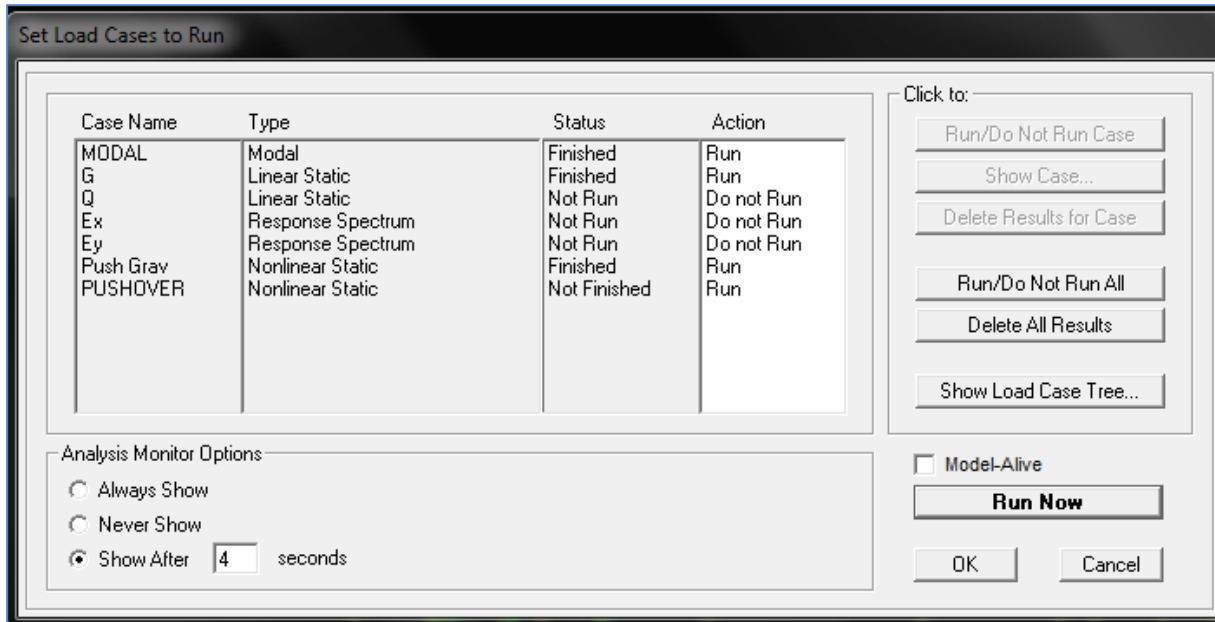 Set Load Cases to Run
Case Name Type Status Action
MODAL Modal Finished Run
G Linear Static Finished Run
Q Linear Static Not Run Do not Run
Ex Response Spectrum Not Run Do not Run
Ey Response Spectrum Not Run Do not Run
Push Grav Nonlinear Static Finished Run
PUSHOVER Nonlinear Static Not Finished Run
Click to:
Run/Do Not Run Case
Show Case...
Delete Results for Case
Run/Do Not Run All
Delete All Results
Show Load Case Tree...
Analysis Monitor Options
Always Show
Never Show
Show After 4 seconds
Model-Alive
Run Now
OK Cancel